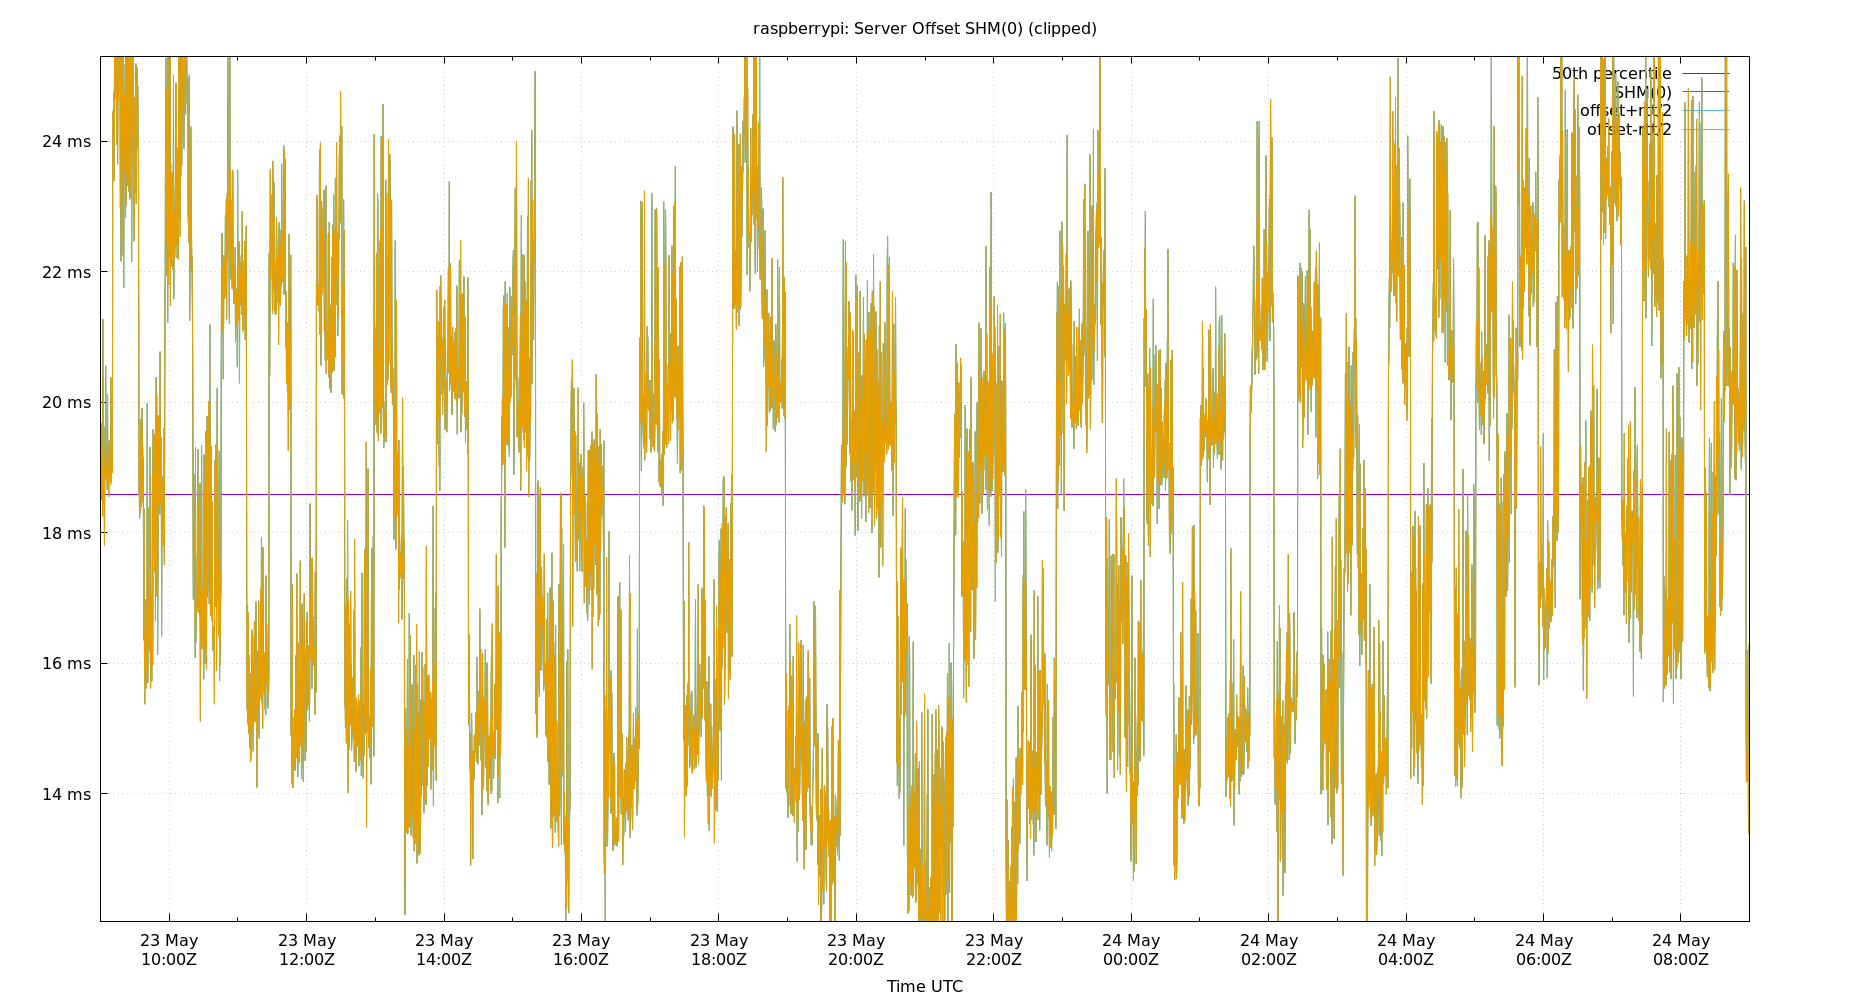 raspberrypi: Server Offset SHM(0) (clipped)
50th percentile
SHM(0)
offset+rtt/2
offset-rtt/2
24 ms
22 ms
20 ms
18 ms
16 ms
14 ms
23 May 23 May 23 May 23 May 23 May 23 May 23 May 24 May 24 May 24 May 24 May 24 May
10:00Z 12:00Z 14:00Z 16:00Z 18:00Z 20:00Z 22:00Z 00:00Z 02:00Z 04:00Z 06:00Z 08:00Z
Time UTC